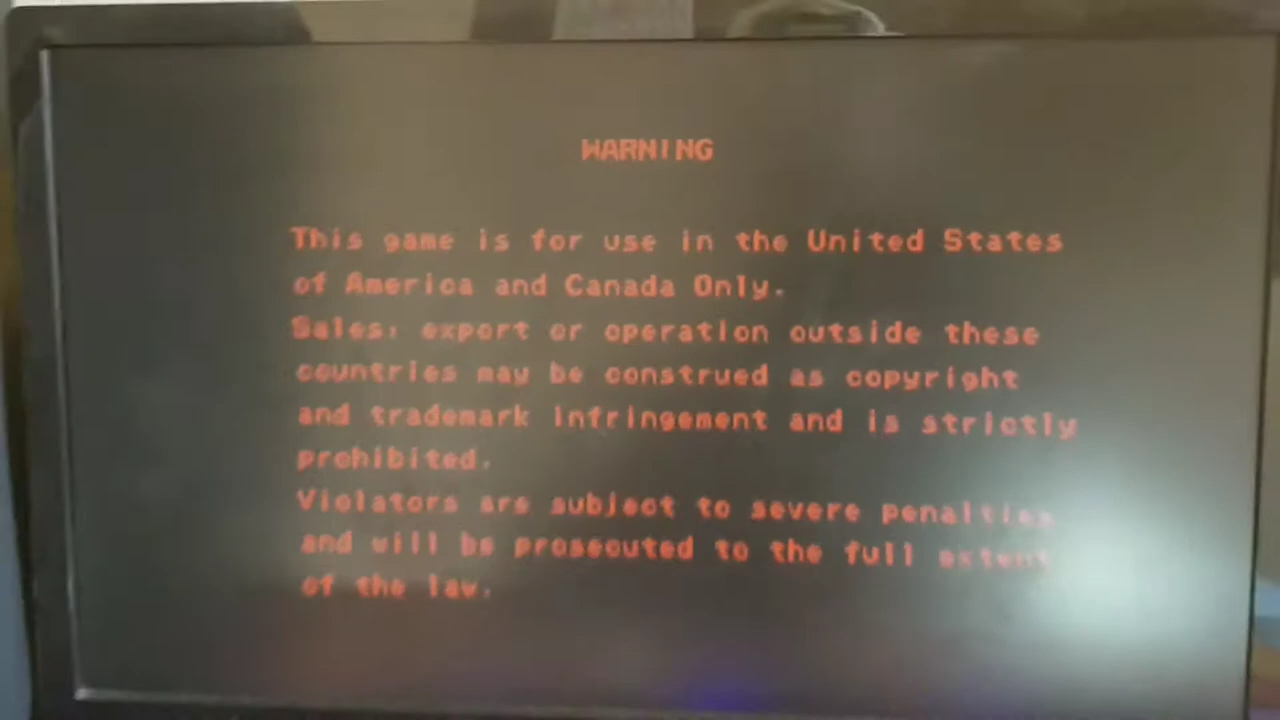 WARNING
This game is for use in the United States
of America and Canada Only.
Sales, export or operation outside these
countries may be construed as copyright
and trademark infringement and is strictly
prohibited.
Violators are subject to severe penalties
and will be prosecuted to the full extent
of the law.